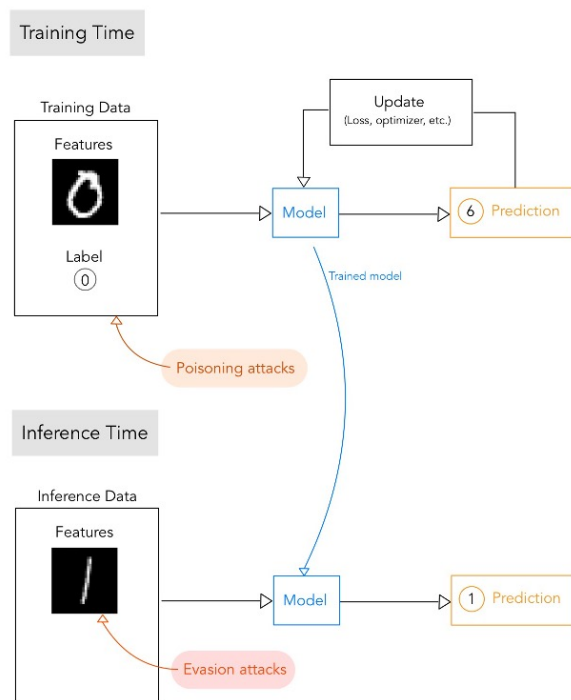 Training Time
Training Data
Features
Label
0
Update
(Loss, optimizer, etc.)
Model
6 Prediction
Trained model
Poisoning attacks
Inference Time
Inference Data
Features
Model
1 Prediction
Evasion attacks